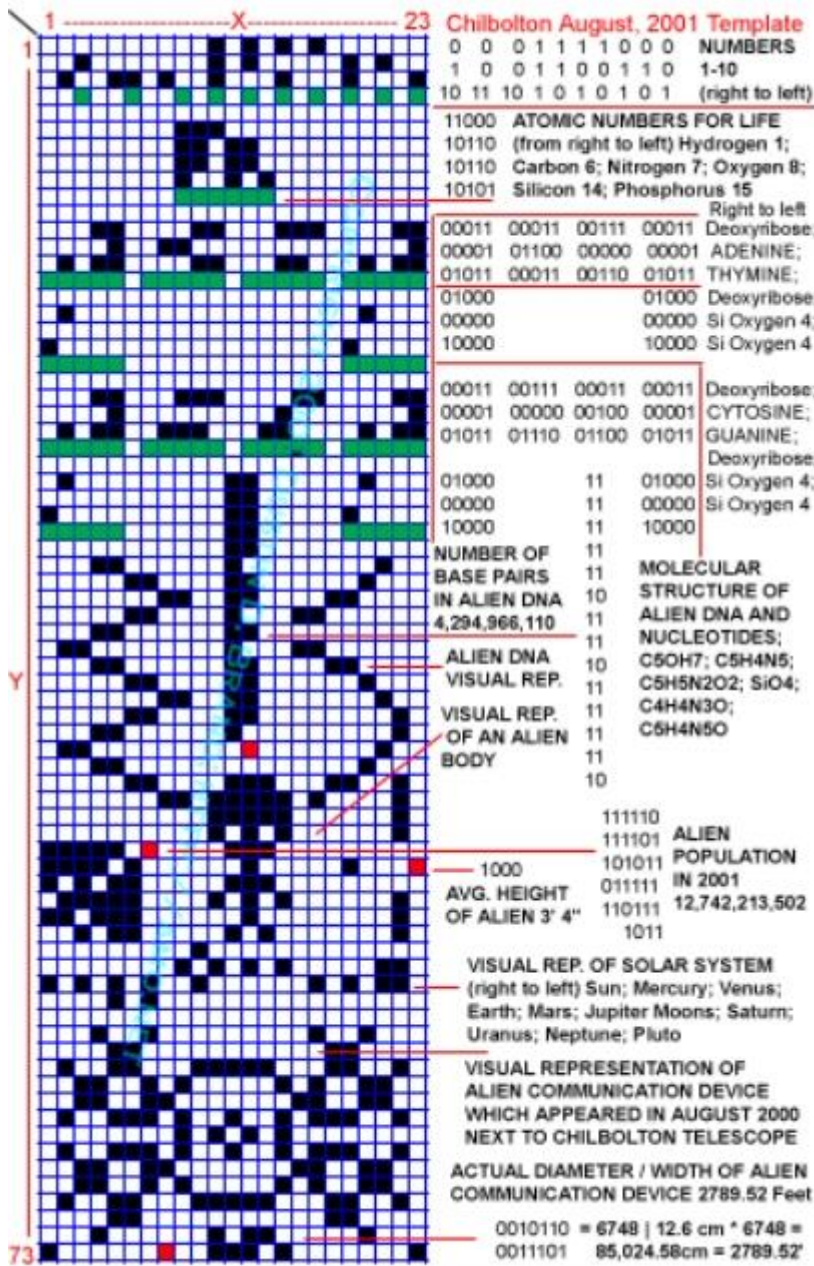 1 --------------------X-------------------- 23
Chilbolton August, 2001 Template
1
0 0 0 1 1 1 1 0 0 0 NUMBERS
1 0 0 1 1 0 0 1 1 0 1-10
10 11 10 1 0 1 0 1 0 1 (right to left)
11000 ATOMIC NUMBERS FOR LIFE
10110 (from right to left) Hydrogen 1;
10110 Carbon 6; Nitrogen 7; Oxygen 8;
10101 Silicon 14; Phosphorus 15
Right to left
00011 00011 00111 00011 Deoxyribose;
00001 01100 00000 00001 ADENINE;
01011 00011 00110 01011 THYMINE;
01000 01000 Deoxyribose
00000 00000 Si Oxygen 4;
10000 10000 Si Oxygen 4
00011 00111 00011 00011 Deoxyribose;
00001 00000 00100 00001 CYTOSINE;
01011 01110 01100 01011 GUANINE;
Deoxyribose
01000 11 01000 Si Oxygen 4;
00000 11 00000 Si Oxygen 4
10000 11 10000
11
11
11
10
11
11
10
11
11
11
11
10
NUMBER OF
BASE PAIRS
IN ALIEN DNA
4,294,966,110
MOLECULAR
STRUCTURE OF
ALIEN DNA AND
NUCLEOTIDES;
C5OH7; C5H4N5;
C5H5N2O2; SiO4;
C4H4N3O;
C5H4N5O
ALIEN DNA
VISUAL REP.
Y
VISUAL REP.
OF AN ALIEN
BODY
111110
111101
101011
011111
110111
1011
ALIEN
POPULATION
IN 2001
12,742,213,502
1000
AVG. HEIGHT
OF ALIEN 3' 4"
VISUAL REP. OF SOLAR SYSTEM
(right to left) Sun; Mercury; Venus;
Earth; Mars; Jupiter Moons; Saturn;
Uranus; Neptune; Pluto
VISUAL REPRESENTATION OF
ALIEN COMMUNICATION DEVICE
WHICH APPEARED IN AUGUST 2000
NEXT TO CHILBOLTON TELESCOPE
ACTUAL DIAMETER / WIDTH OF ALIEN
COMMUNICATION DEVICE 2789.52 Feet
0010110 = 6748 | 12.6 cm * 6748 =
0011101 85,024.58cm = 2789.52'
73